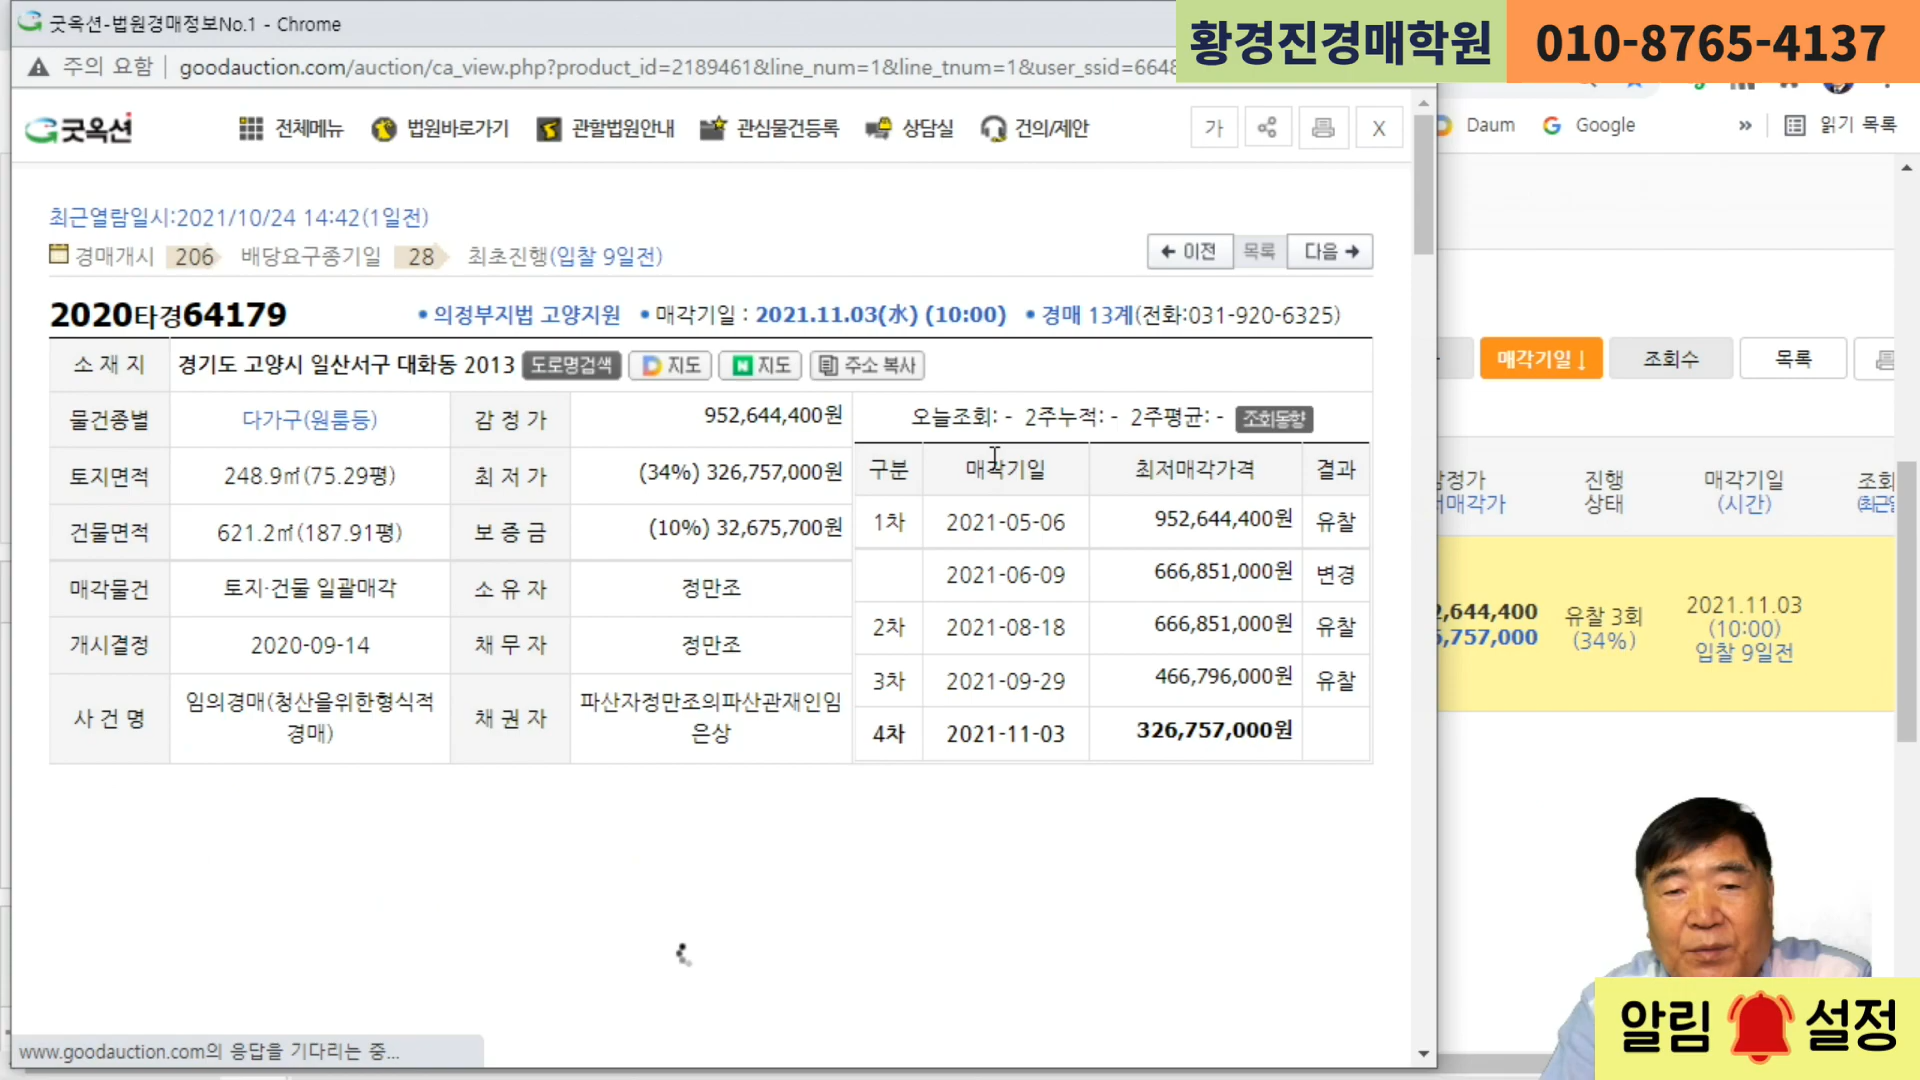 굿옥션-법원경매정보No.1 - Chrome
황경진경매학원 010-8765-4137
주의 요함 goodauction.com/auction/ca_view.php?product_id=2189461&line_num=1&line_tnum=1&user_ssid=6648
굿옥션 전체메뉴 법원바로가기 관할법원안내 관심물건등록 상담실 건의/제안 가 X
Daum Google » 읽기 목록
최근열람일시:2021/10/24 14:42(1일전)
경매개시 206 배당요구종기일 28 최초진행(입찰 9일전)
← 이전 목록 다음 →
2020타경64179 • 의정부지법 고양지원 • 매각기일 : 2021.11.03(水) (10:00) • 경매 13계(전화:031-920-6325)
소 재 지 경기도 고양시 일산서구 대화동 2013 도로명검색 지도 지도 주소 복사
물건종별 다가구(원룸등) 감 정 가 952,644,400원
토지면적 248.9㎡(75.29평) 최 저 가 (34%) 326,757,000원
건물면적 621.2㎡(187.91평) 보 증 금 (10%) 32,675,700원
매각물건 토지·건물 일괄매각 소 유 자 정만조
개시결정 2020-09-14 채 무 자 정만조
사 건 명 임의경매(청산을위한형식적
경매) 채 권 자 파산자정만조의파산관재인임
은상
오늘조회: - 2주누적: - 2주평균: - 조회동향
구분 매각기일 최저매각가격 결과
1차 2021-05-06 952,644,400원 유찰
2021-06-09 666,851,000원 변경
2차 2021-08-18 666,851,000원 유찰
3차 2021-09-29 466,796,000원 유찰
4차 2021-11-03 326,757,000원
매각기일↓ 조회수 목록
진행
상태
매각기일
(시간)
조회
,644,400
,757,000
유찰 3회
(34%)
2021.11.03
(10:00)
입찰 9일전
www.goodauction.com의 응답을 기다리는 중...
알림 설정